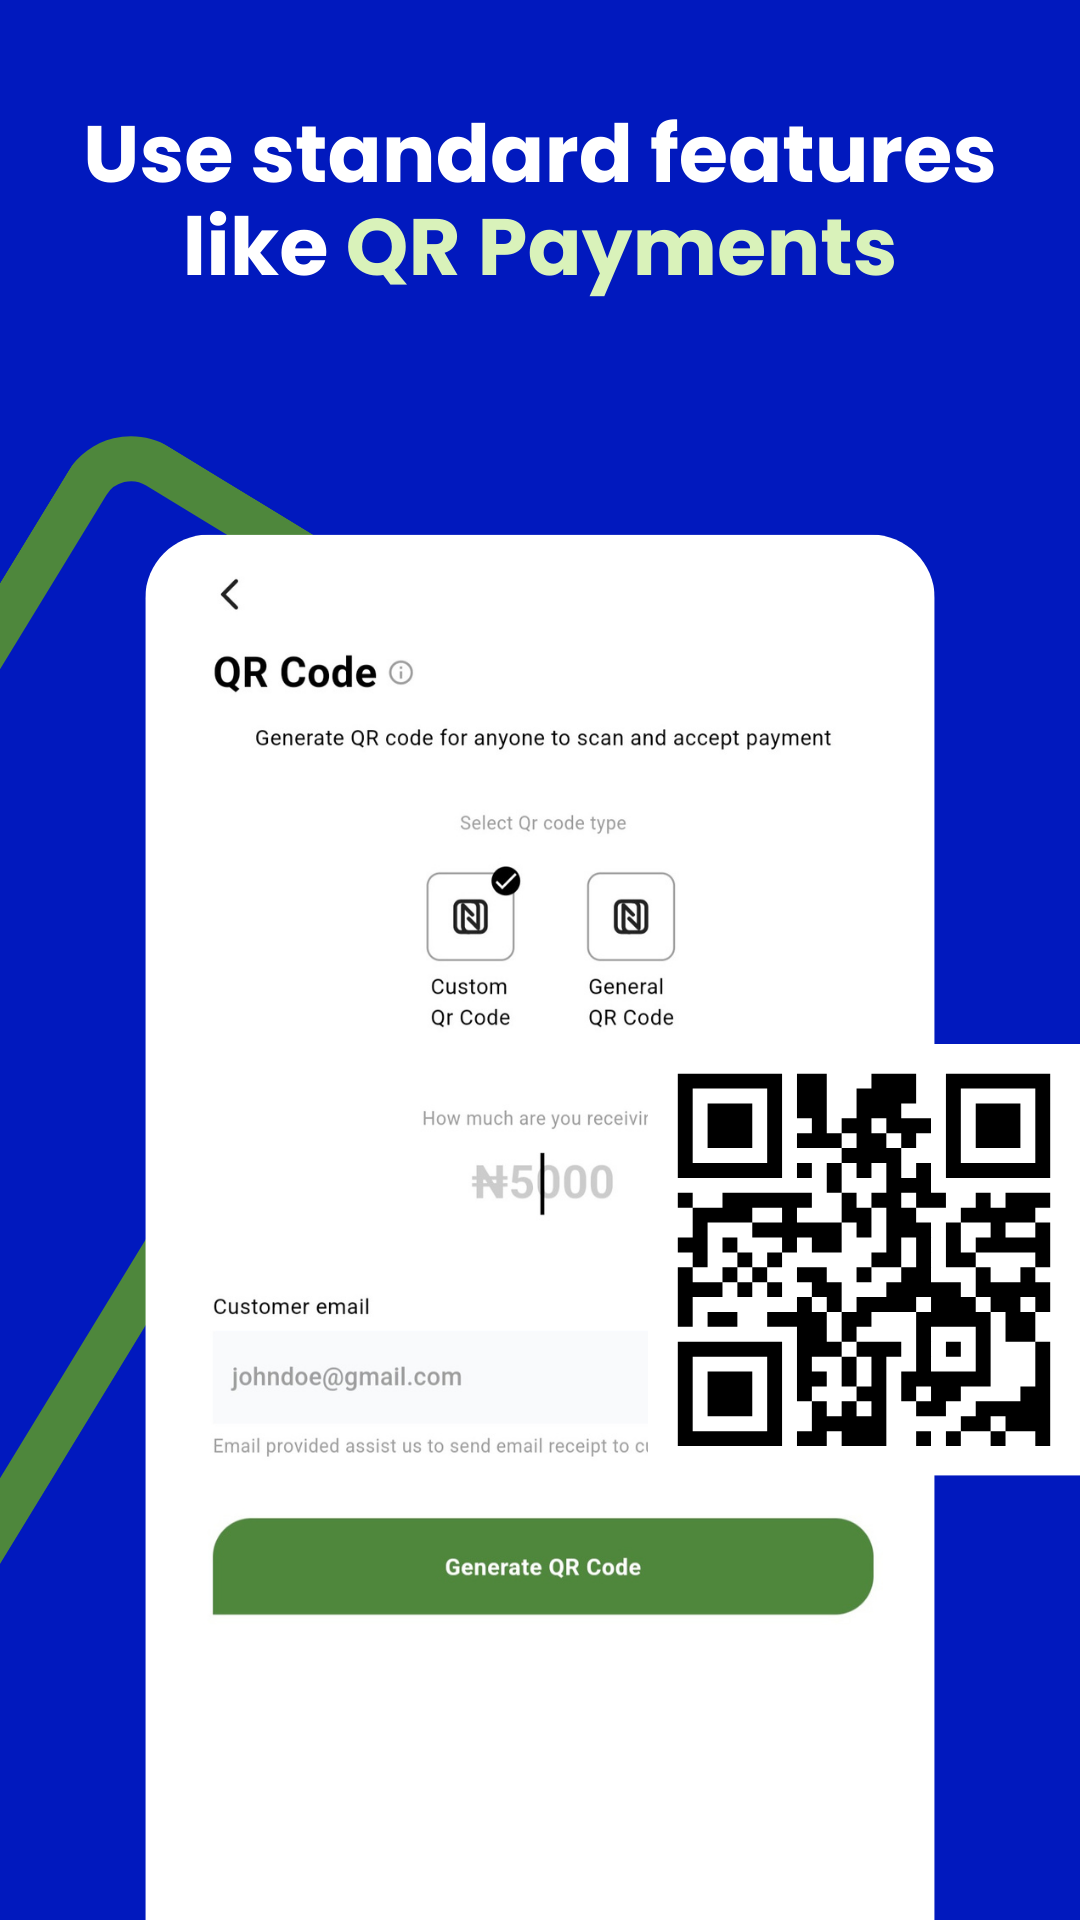 Use standard features
like QR Payments
QR Code
Generate QR code for anyone to scan and accept payment
Select Qr code type
Custom
Qr Code
General
QR Code
How much are you receivin
₦5000
Customer email
johndoe@gmail.com
Email provided assist us to send email receipt to cu
Generate QR Code